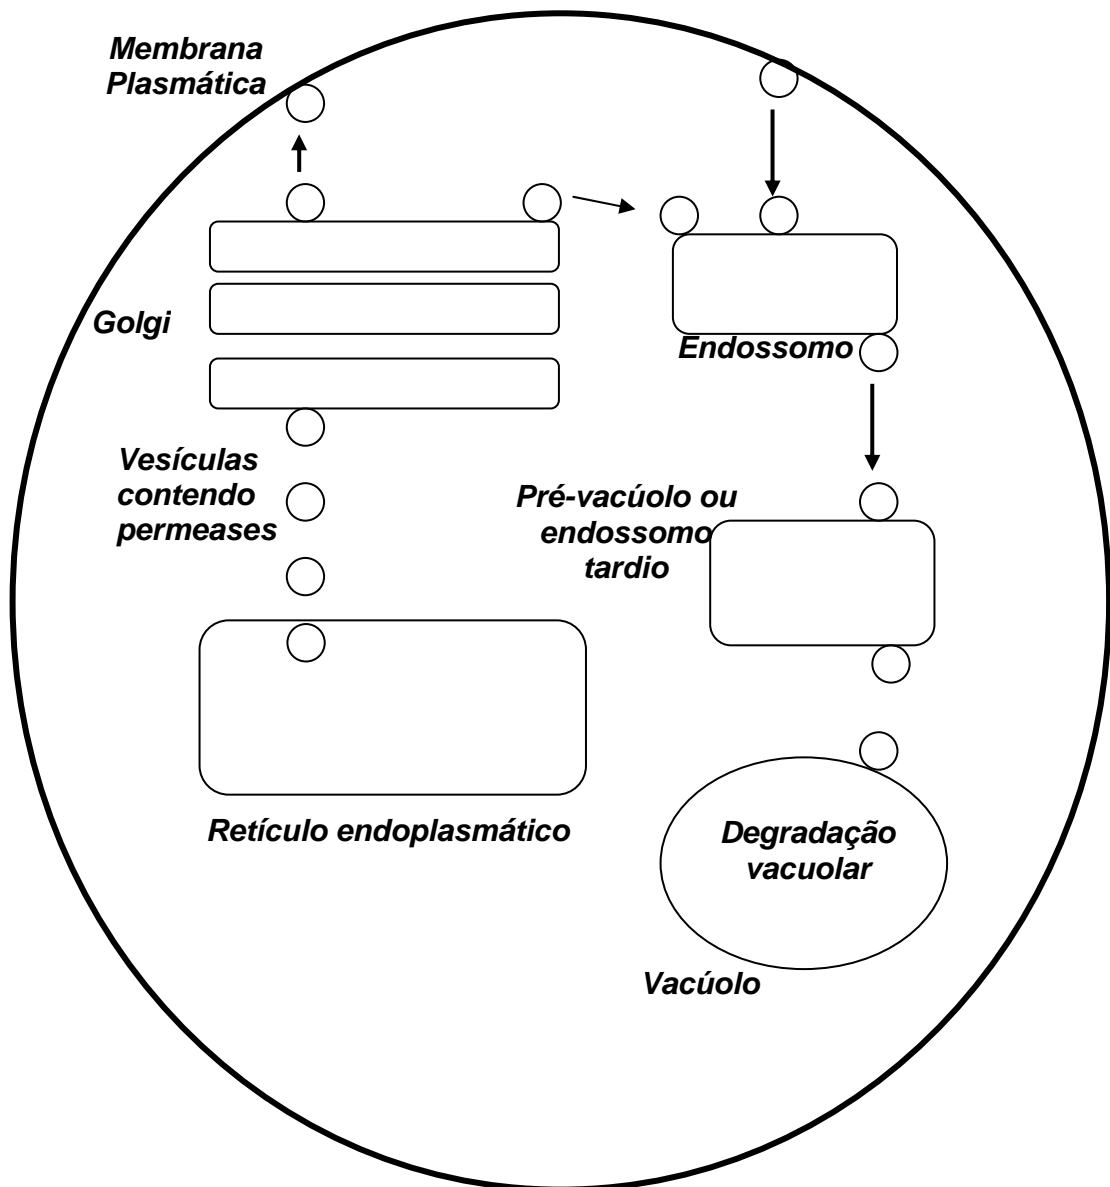 Membrana
Plasmática
Golgi
Endossomo
Vesículas
contendo
permeases
Pré-vacúolo ou
endossomo
tardio
Retículo endoplasmático
Degradação
vacuolar
Vacúolo